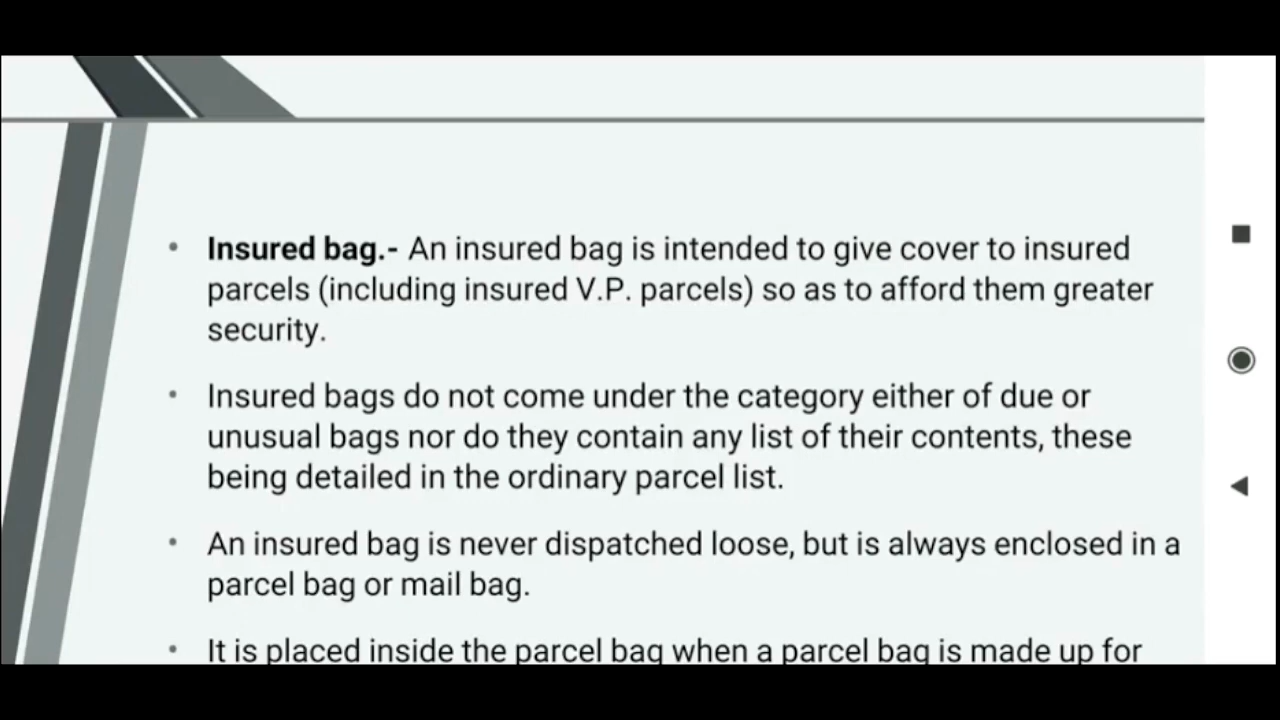 • Insured bag.- An insured bag is intended to give cover to insured
parcels (including insured V.P. parcels) so as to afford them greater
security.
• Insured bags do not come under the category either of due or
unusual bags nor do they contain any list of their contents, these
being detailed in the ordinary parcel list.
• An insured bag is never dispatched loose, but is always enclosed in a
parcel bag or mail bag.
• It is placed inside the parcel bag when a parcel bag is made up for